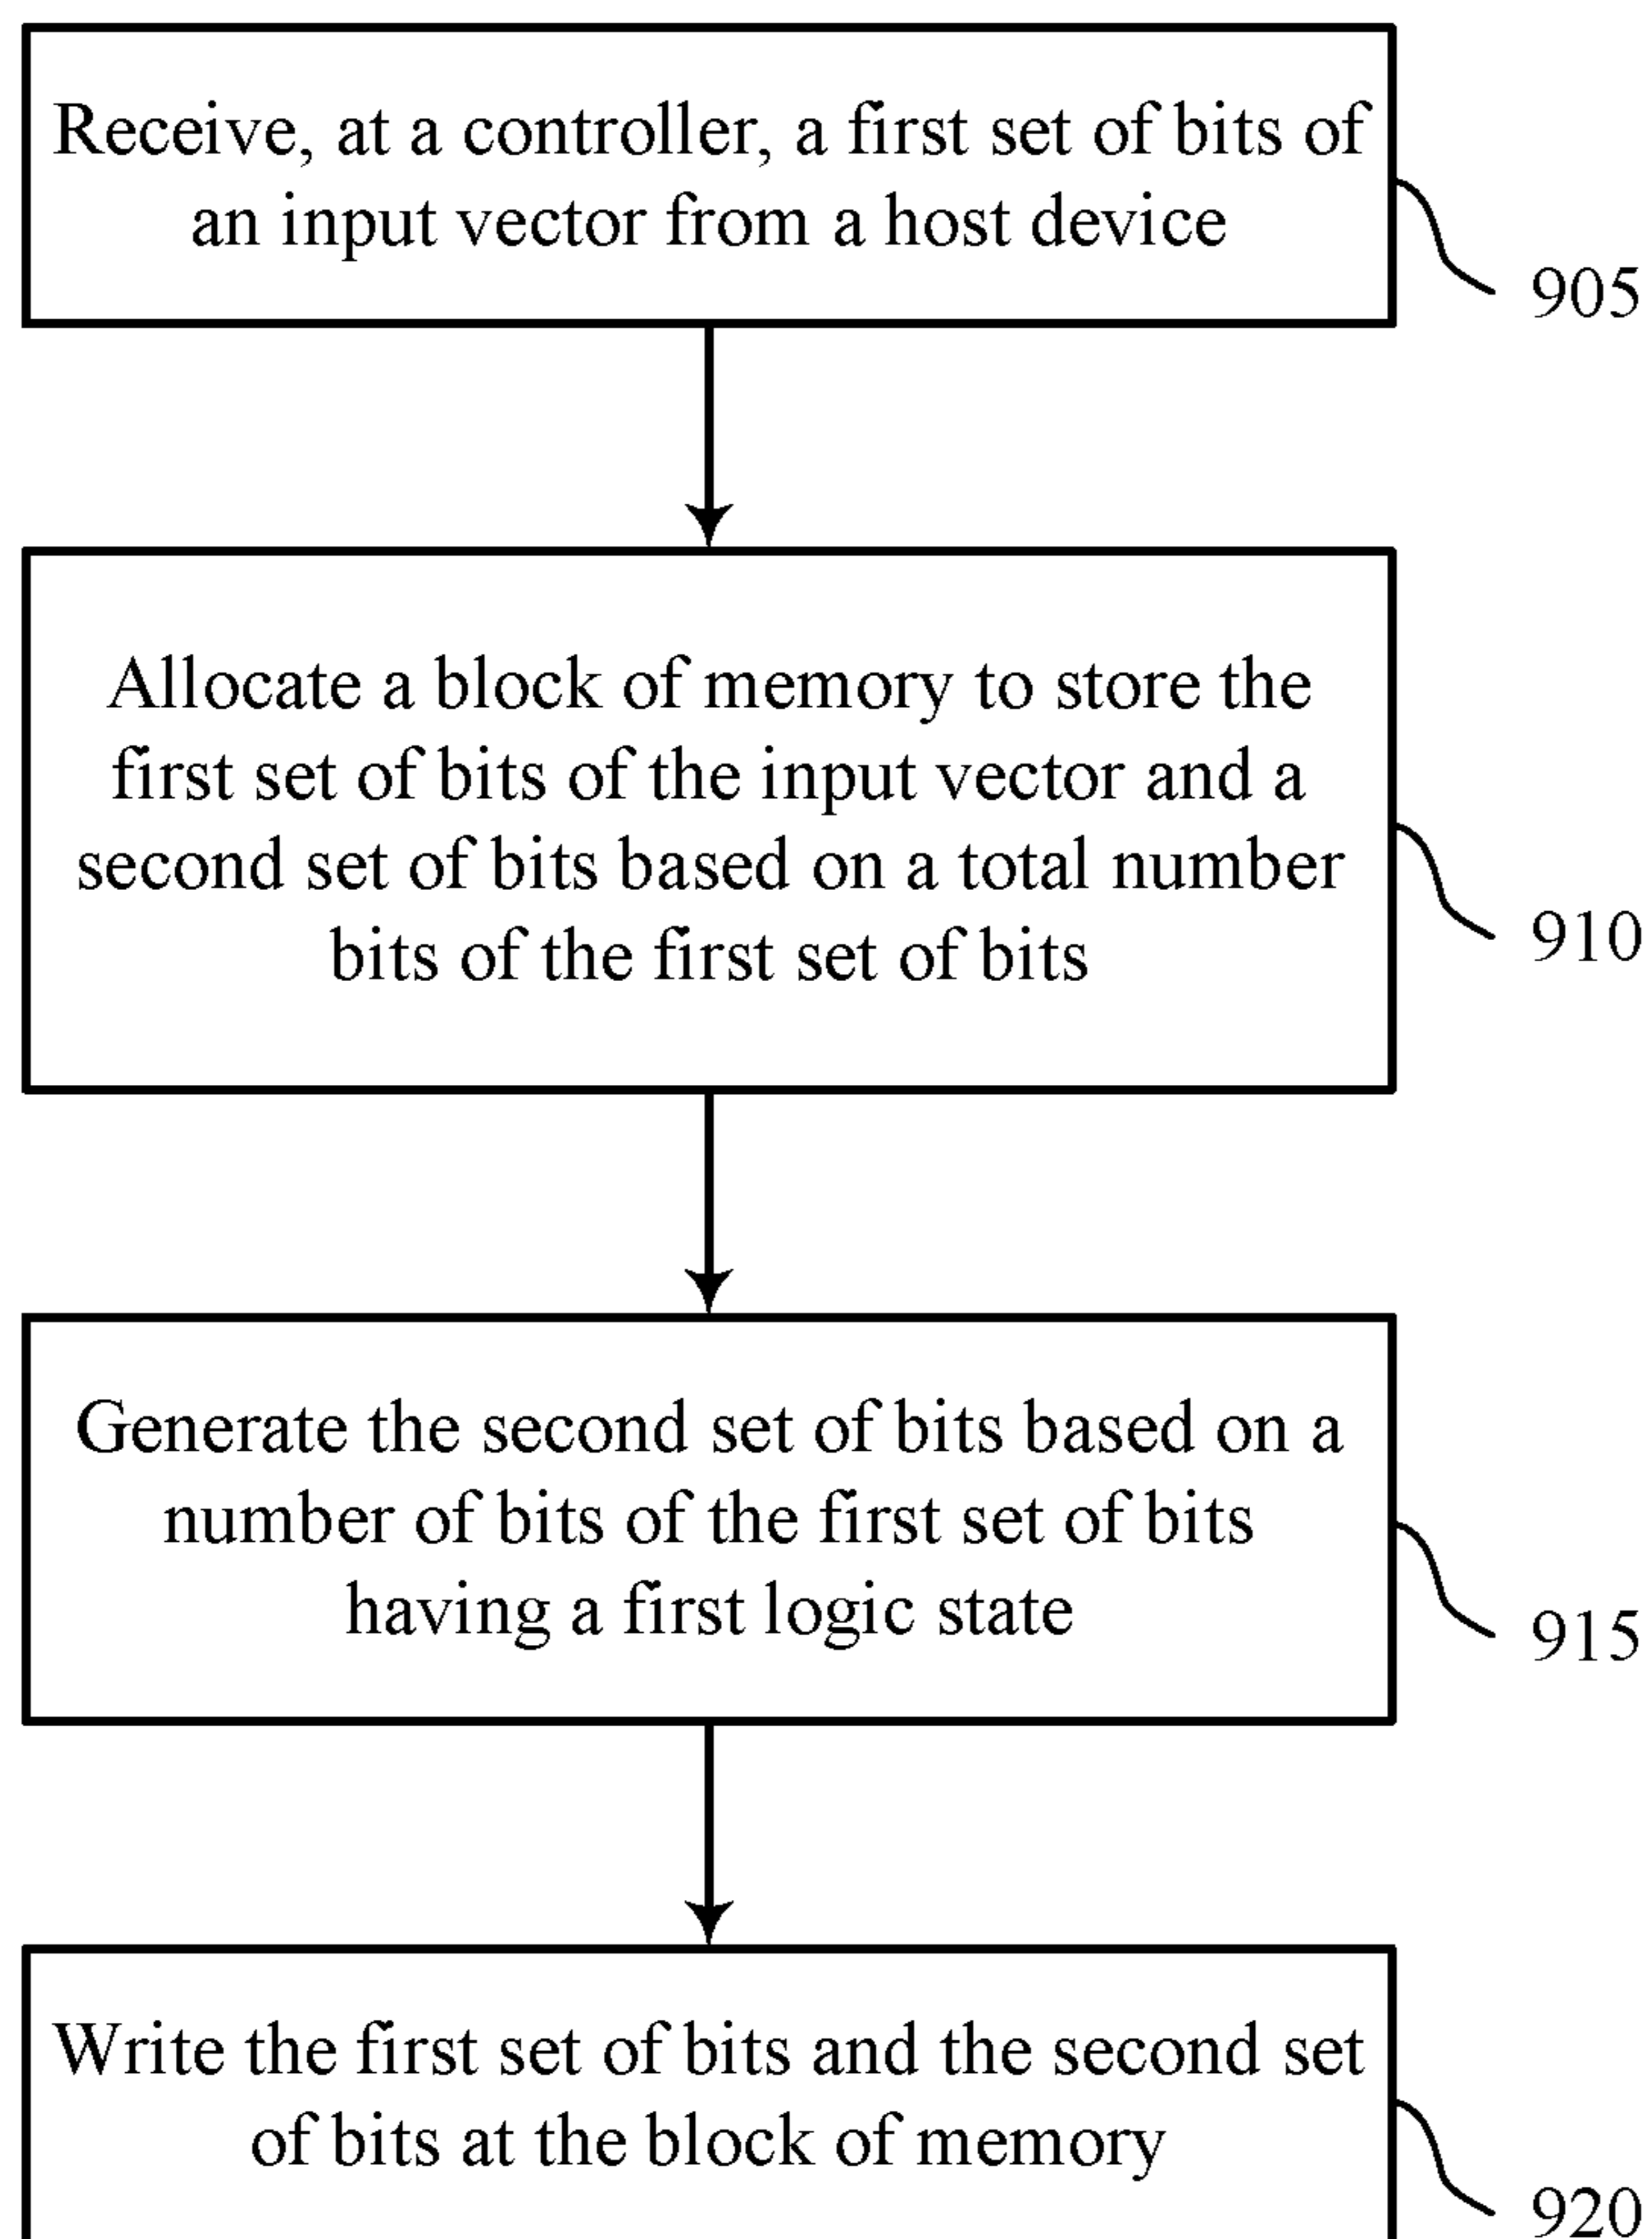 Receive, at a controller, a first set of bits of
an input vector from a host device
905
Allocate a block of memory to store the
first set of bits of the input vector and a
second set of bits based on a total number
bits of the first set of bits
910
Generate the second set of bits based on a
number of bits of the first set of bits
having a first logic state
915
Write the first set of bits and the second set
of bits at the block of memory
920